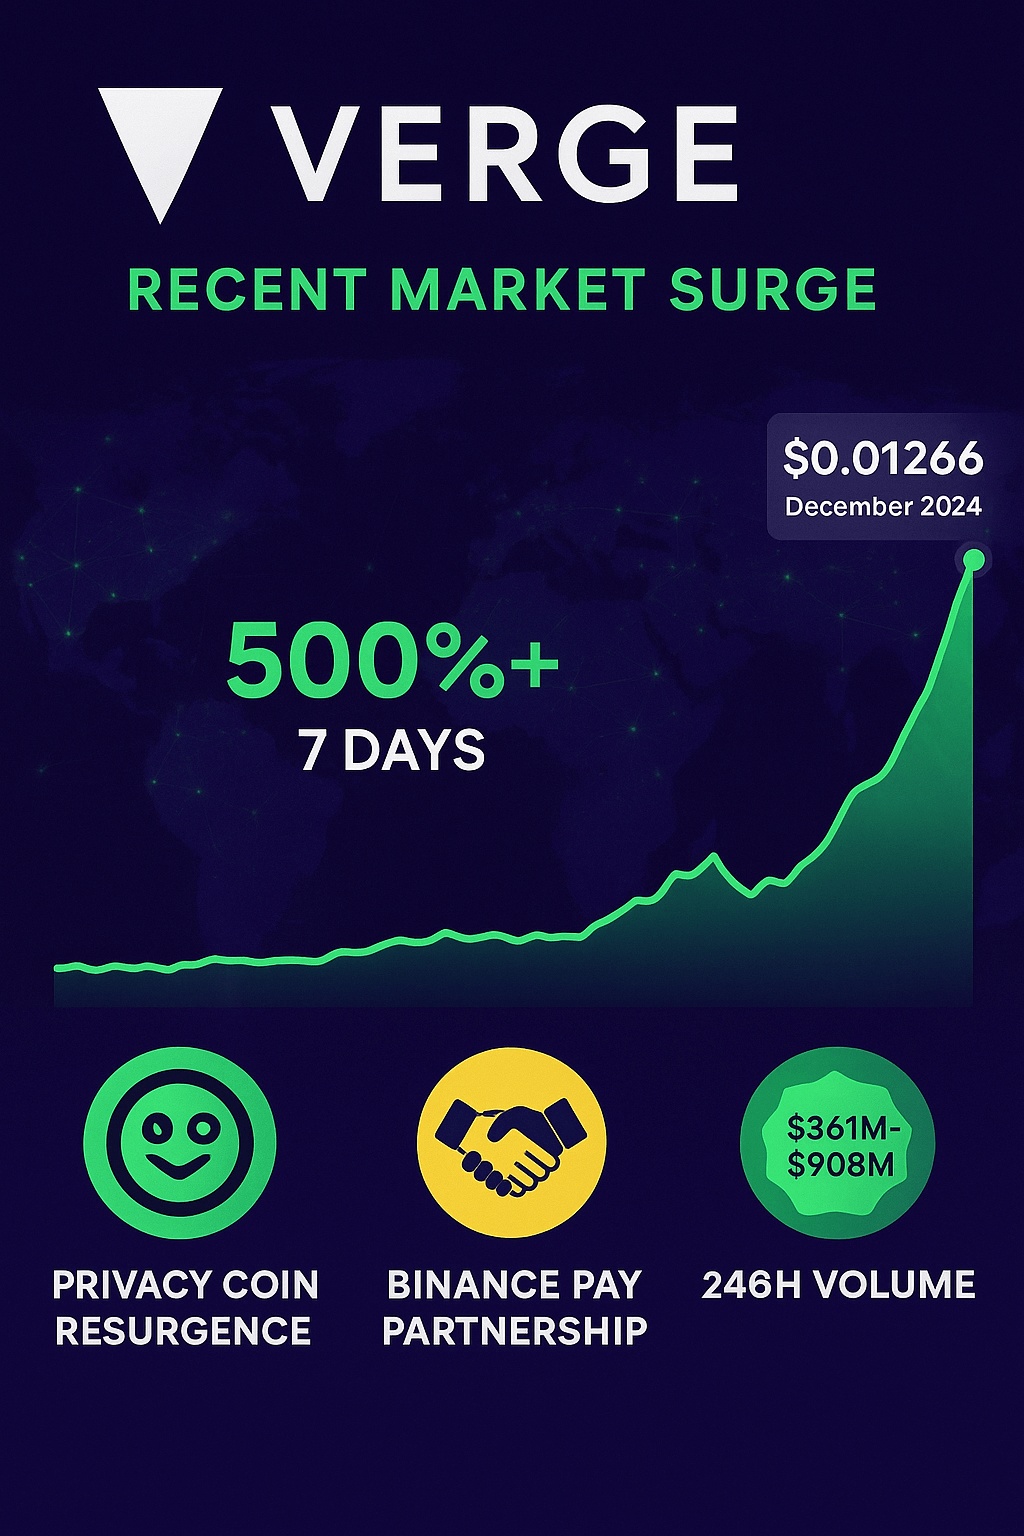 VERGE
RECENT MARKET SURGE
$0.01266
December 2024
500%+
7 DAYS
$361M-
$908M
PRIVACY COIN
RESURGENCE
BINANCE PAY
PARTNERSHIP
246H VOLUME